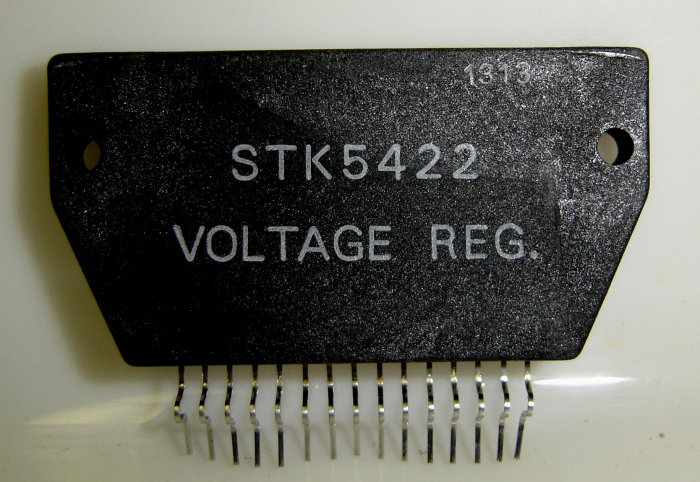 1313
STK5422
VOLTAGE REG.